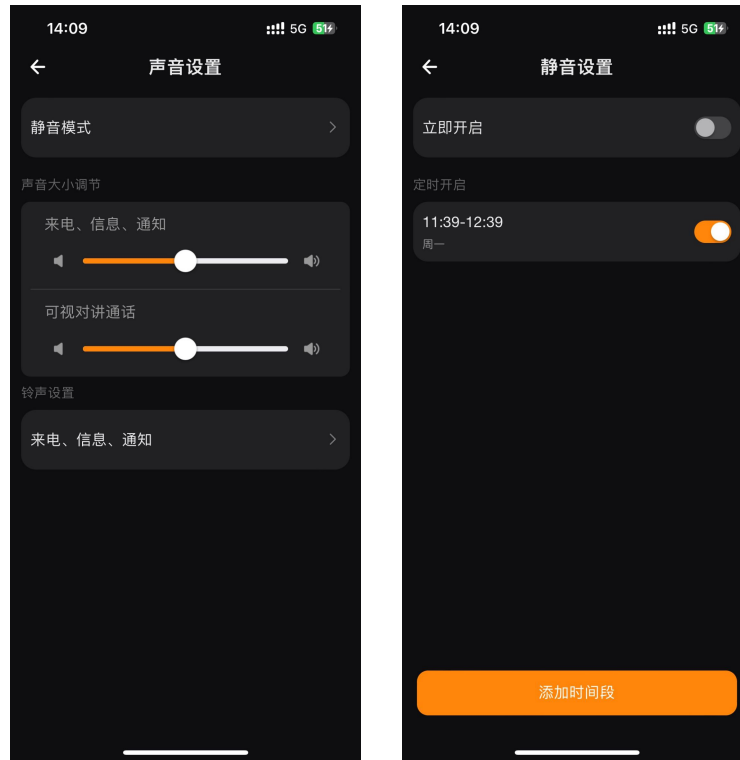 14:09
5G 51
声音设置
静音模式
声音大小调节
来电、信息、通知
可视对讲通话
铃声设置
来电、信息、通知
14:09
5G 51
静音设置
立即开启
定时开启
11:39-12:39
周一
添加时间段